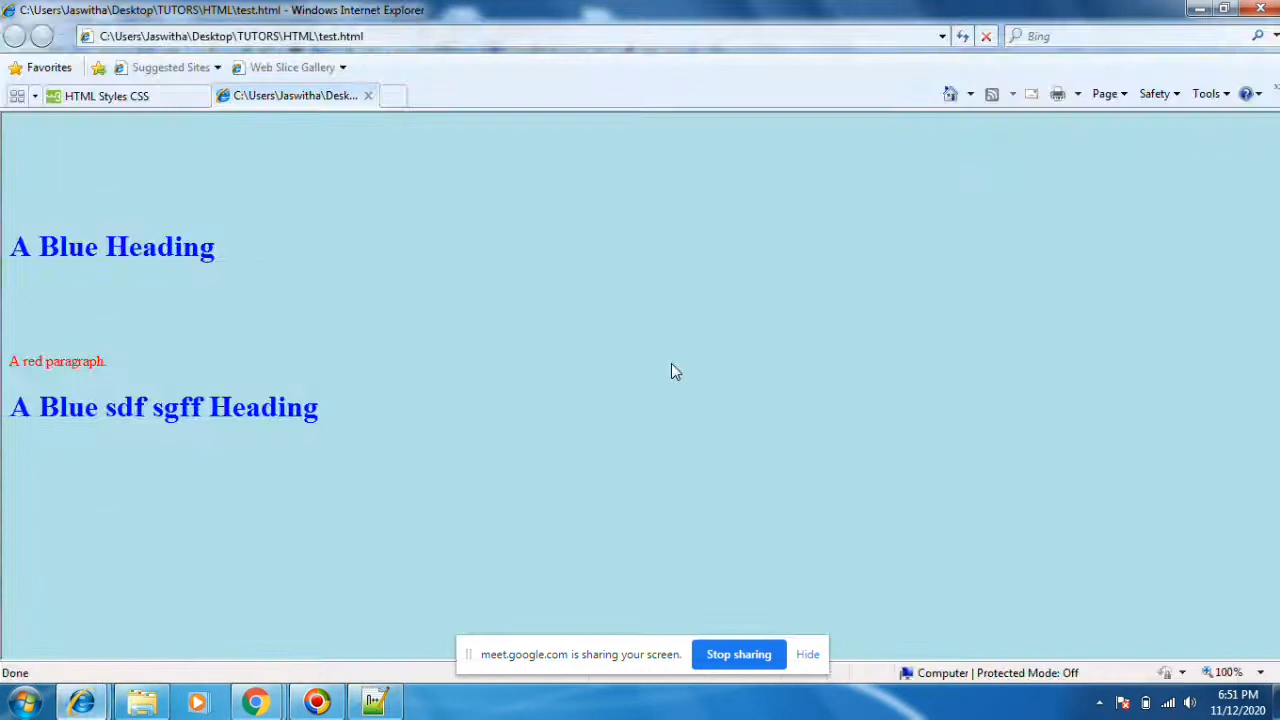 C:\Users\Jaswitha\Desktop\TUTORS\HTML\test.html - Windows Internet Explorer
C:\Users\Jaswitha\Desktop\TUTORS\HTML\test.html
Bing
Favorites
Suggested Sites
Web Slice Gallery
HTML Styles CSS
C:\Users\Jaswitha\Desk...
Page
Safety
Tools
A Blue Heading
A red paragraph.
A Blue sdf sgff Heading
meet.google.com is sharing your screen.
Stop sharing
Hide
Done
Computer | Protected Mode: Off
100%
6:51 PM
11/12/2020